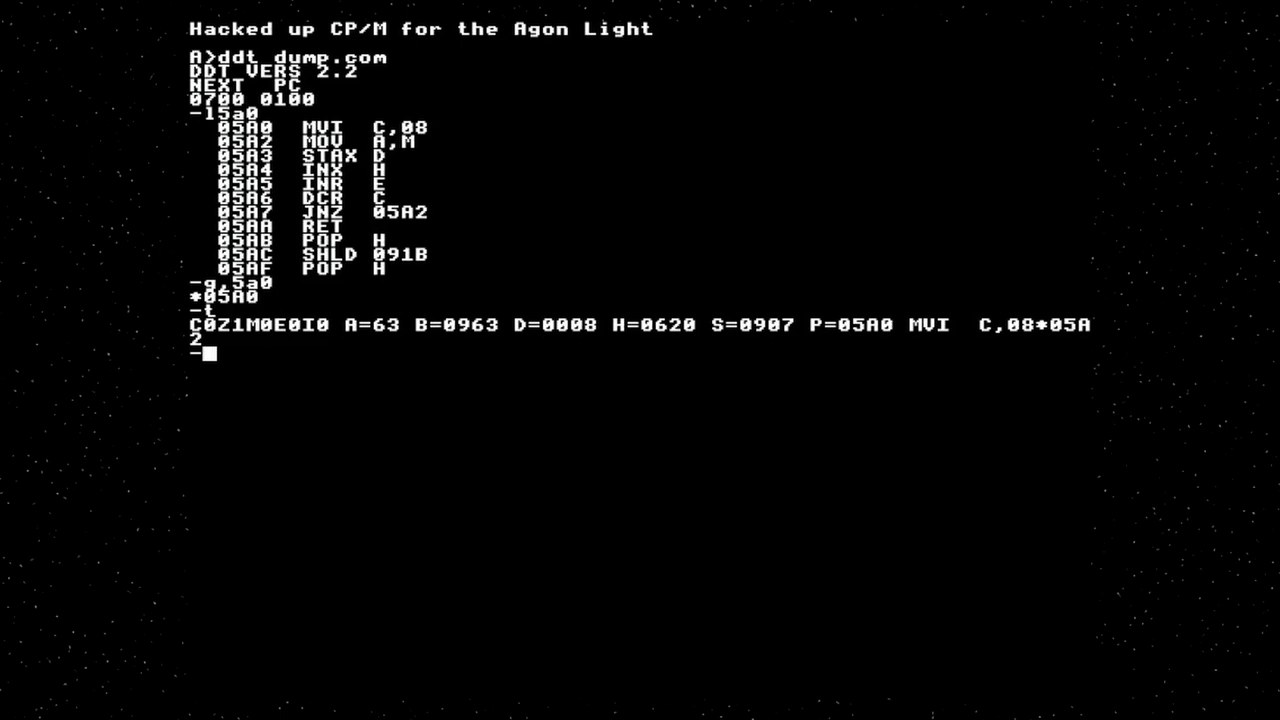 Hacked up CP/M for the Agon Light
A>ddt dump.com
DDT VERS 2.2
NEXT  PC
0700 0100
-l5a0
  05A0  MVI  C,08
  05A2  MOV  A,M
  05A3  STAX D
  05A4  INX  H
  05A5  INR  E
  05A6  DCR  C
  05A7  JNZ  05A2
  05AA  RET
  05AB  POP  H
  05AC  SHLD 091B
  05AF  POP  H
-g,5a0
*05A0
-t
C0Z1M0E0I0 A=63 B=0963 D=0008 H=0620 S=0907 P=05A0 MVI  C,08*05A
2
-